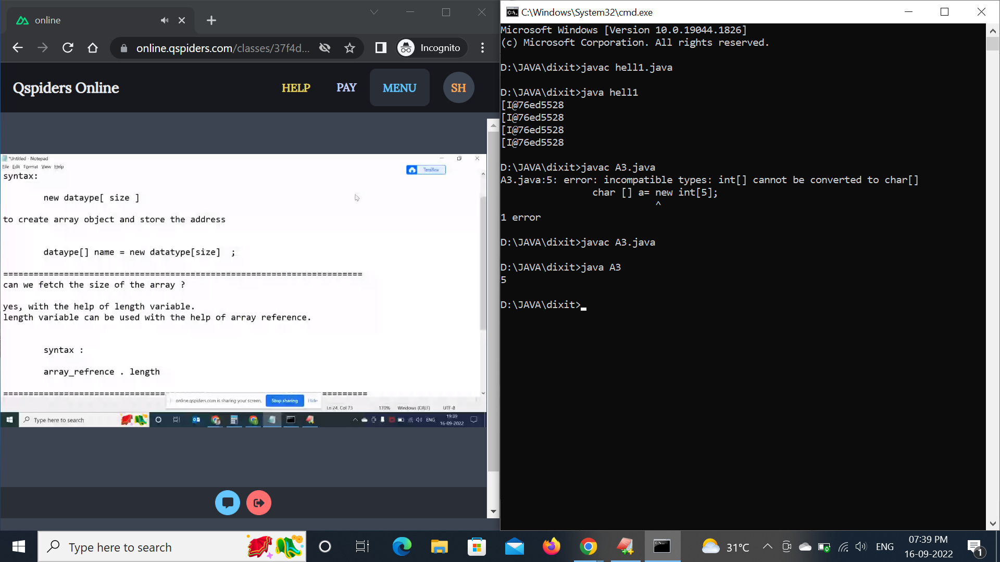 online
online.qspiders.com/classes/37f4d...
Incognito
Qspiders Online
HELP
PAY
MENU
SH
*Untitled - Notepad
File Edit Format View Help
TeraBox
syntax:
new dataype[ size ]
to create array object and store the address
dataype[] name = new datatype[size] ;
=======================================================================
can we fetch the size of the array ?
yes, with the help of length variable.
length variable can be used with the help of array reference.
syntax :
array_refrence . length
online.qspiders.com is sharing your screen.
Stop sharing
Hide
Ln 24, Col 73
170%
Windows (CRLF)
UTF-8
Type here to search
ENG
19:39
16-09-2022
C:\Windows\System32\cmd.exe
Microsoft Windows [Version 10.0.19044.1826]
(c) Microsoft Corporation. All rights reserved.
D:\JAVA\dixit>javac hell1.java
D:\JAVA\dixit>java hell1
[I@76ed5528
[I@76ed5528
[I@76ed5528
[I@76ed5528
D:\JAVA\dixit>javac A3.java
A3.java:5: error: incompatible types: int[] cannot be converted to char[]
char [] a= new int[5];
^
1 error
D:\JAVA\dixit>javac A3.java
D:\JAVA\dixit>java A3
5
D:\JAVA\dixit>
Type here to search
31°C
ENG
07:39 PM
16-09-2022
1